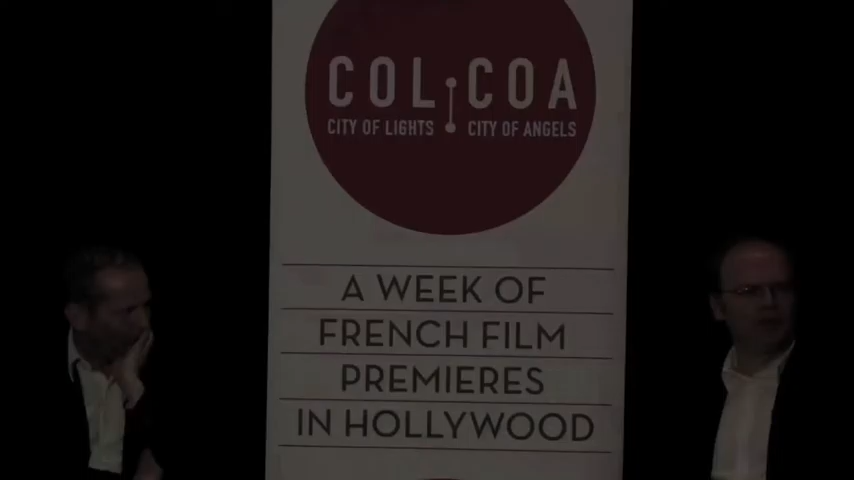 COL COA
CITY OF LIGHTS CITY OF ANGELS
A WEEK OF
FRENCH FILM
PREMIERES
IN HOLLYWOOD